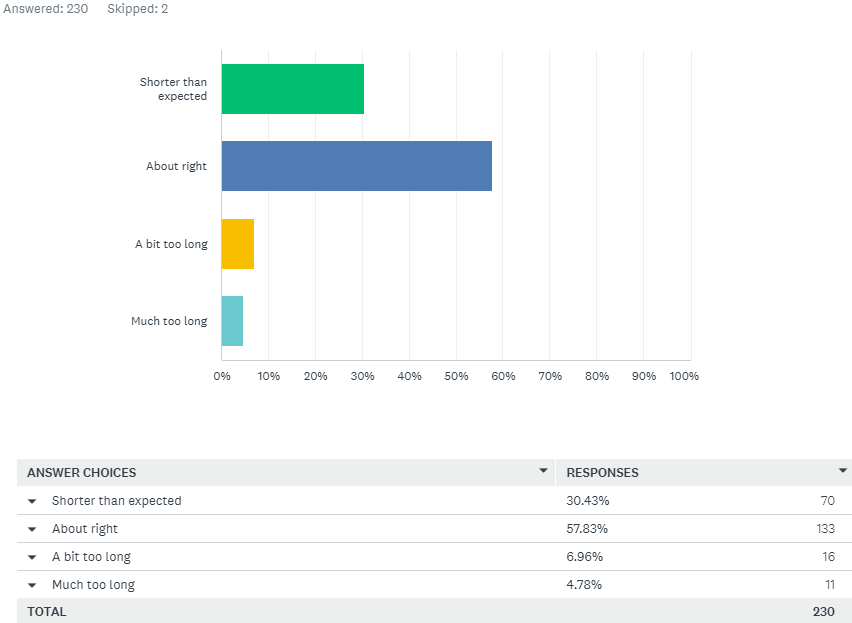 Answered: 230 Skipped: 2
Shorter than
expected
About right
A bit too long
Much too long
0% 10% 20% 30% 40% 50% 60% 70% 80% 90% 100%
ANSWER CHOICES RESPONSES
Shorter than expected 30.43% 70
About right 57.83% 133
A bit too long 6.96% 16
Much too long 4.78% 11
TOTAL 230